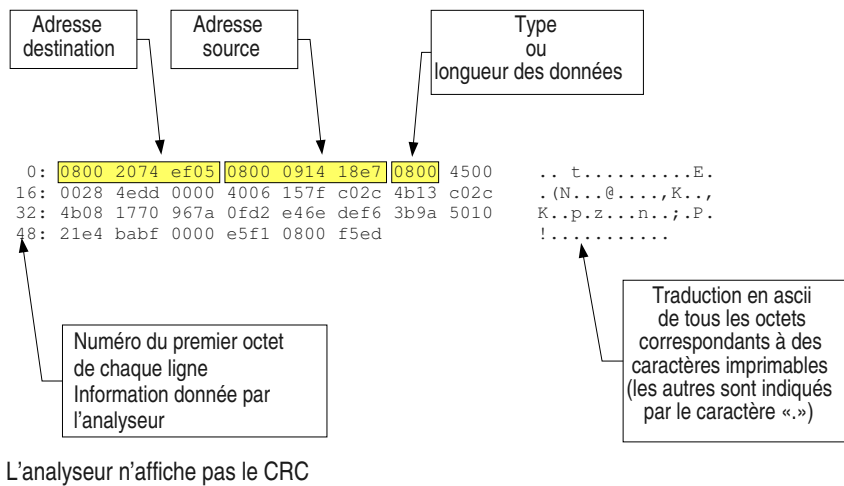 Adresse
destination
Adresse
source
Type
ou
longueur des données
0: 0800 2074 ef05 0800 0914 18e7 0800 4500 .. t..........E.
16: 0028 4edd 0000 4006 157f c02c 4b13 c02c .(N...@....,K..,
32: 4b08 1770 967a 0fd2 e46e def6 3b9a 5010 K..p.z...n..;.P.
48: 21e4 babf 0000 e5f1 0800 f5ed !...........
Numéro du premier octet
de chaque ligne
Information donnée par
l'analyseur
Traduction en ascii
de tous les octets
correspondants à des
caractères imprimables
(les autres sont indiqués
par le caractère «.»)
L'analyseur n'affiche pas le CRC